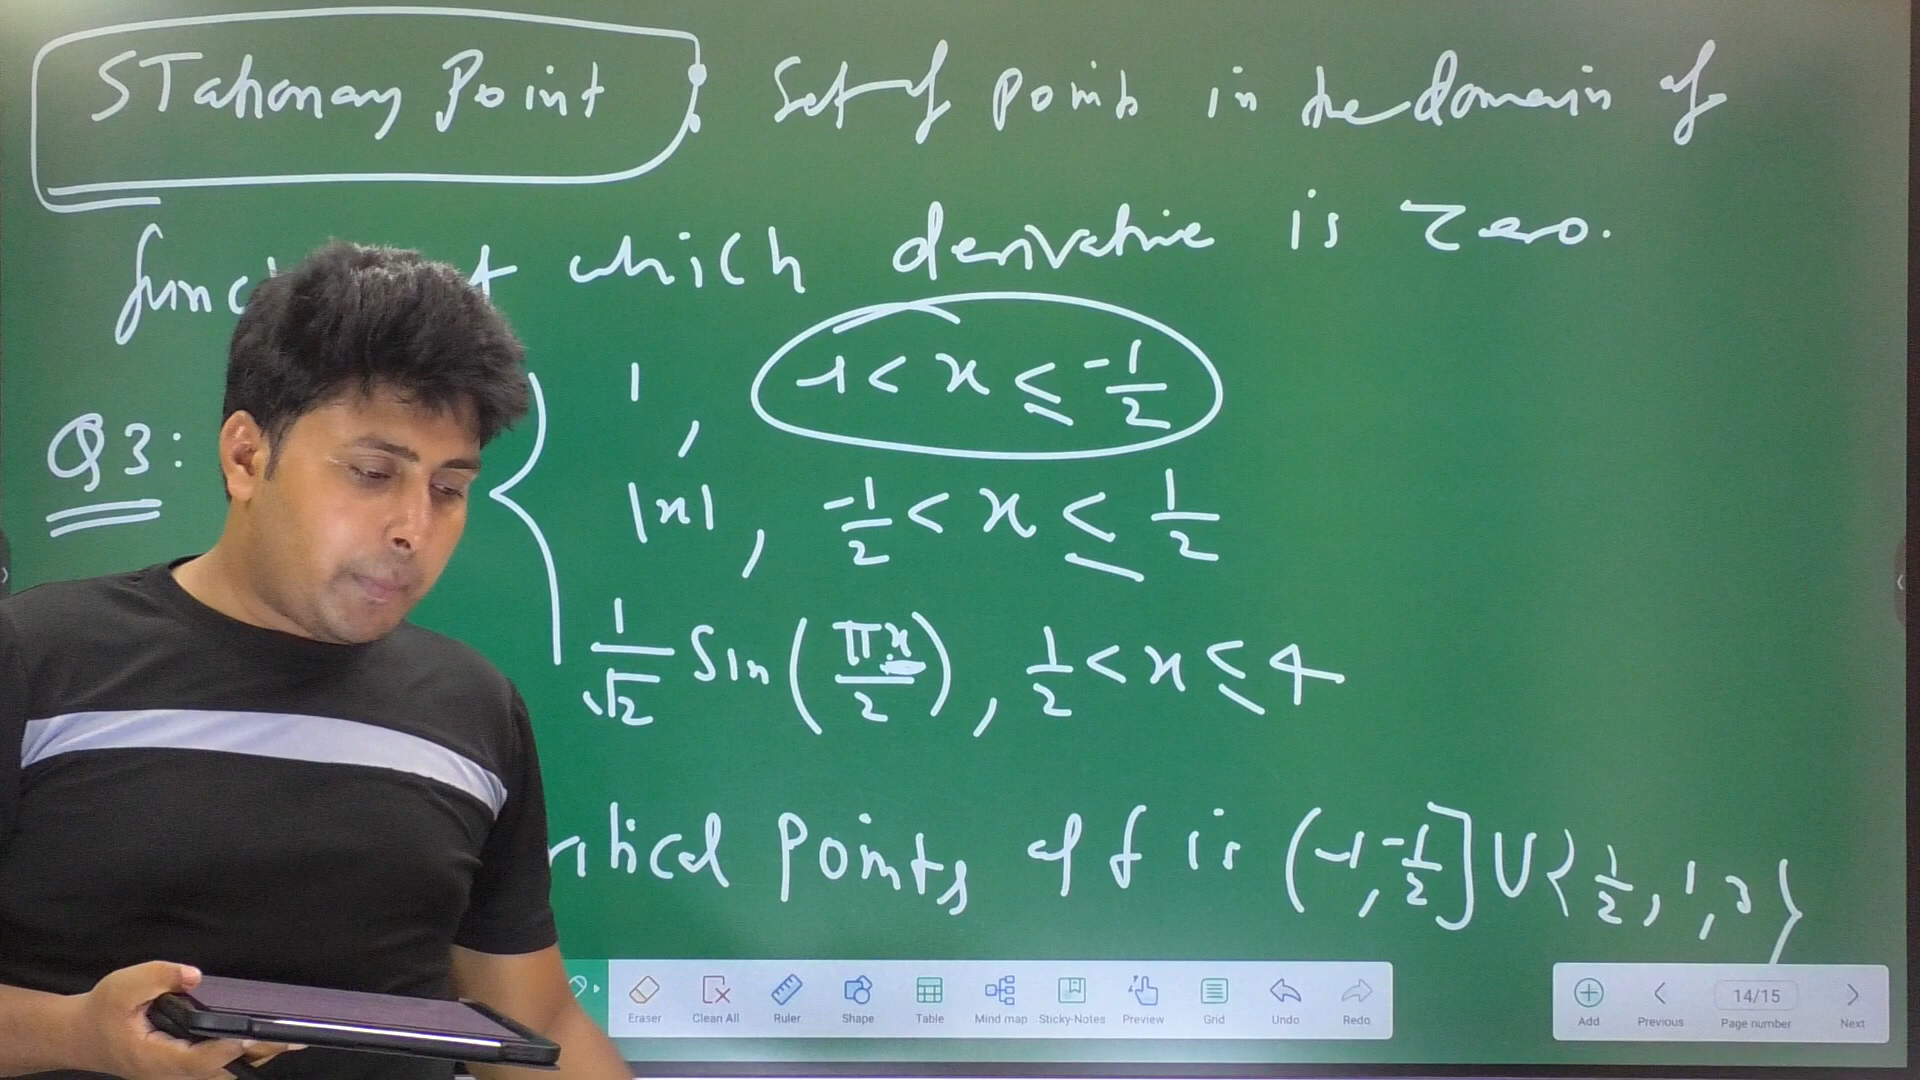 STationary Point : Set of points in the domain of
which derivative is zero.
1 , -1 < x ≤ -1/2
Q3:
|x| , -1/2 < x ≤ 1/2
1/√2 Sin (πx/2) , 1/2 < x ≤ 4
points of f is (-1, -1/2] ∪ {1/2, 1, 3}
Eraser Clean All Ruler Shape Table Mind map Sticky-Notes Preview Grid Undo Redo
Add Previous 14/15 Page number Next